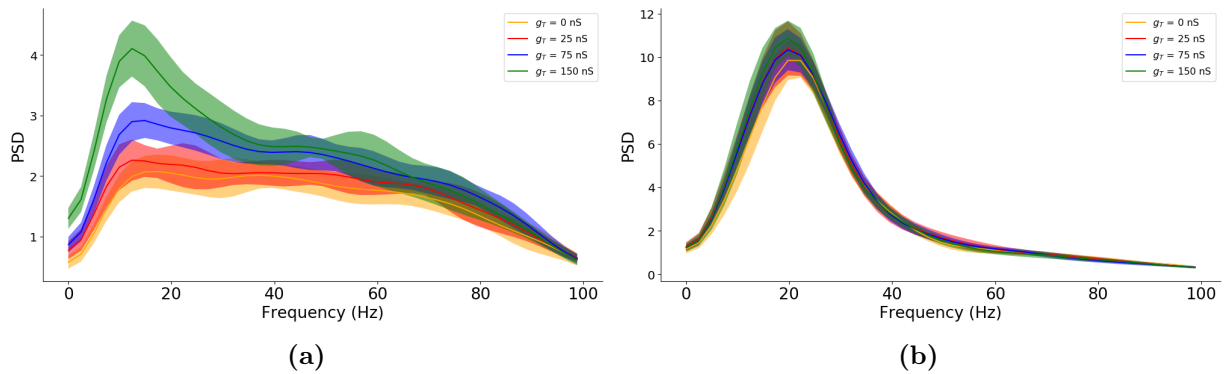 PSD
4
3
2
1
0 20 40 60 80 100
Frequency (Hz)
g_T = 0 nS
g_T = 25 nS
g_T = 75 nS
g_T = 150 nS
(a)
PSD
12
10
8
6
4
2
0
0 20 40 60 80 100
Frequency (Hz)
g_T = 0 nS
g_T = 25 nS
g_T = 75 nS
g_T = 150 nS
(b)